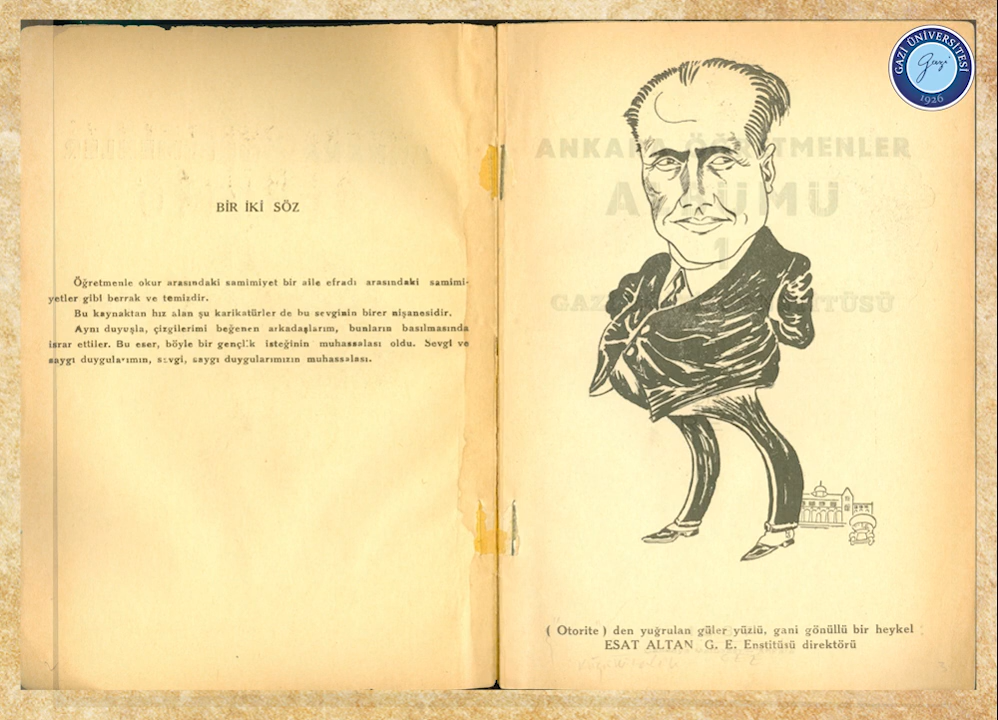 BİR İKİ SÖZ
Öğretmenle okur arasındaki samimiyet bir aile efradı arasındaki samimi-
yetler gibi berrak ve temizdir.
Bu kaynaktan hız alan şu karikatürler de bu sevginin birer nişanesidir.
Aynı duyuşla, çizgilerimi beğenen arkadaşlarım, bunların basılmasında
israr ettiler. Bu eser, böyle bir gençlik isteğinin muhassalası oldu. Sevgi ve
saygı duygularımın, sevgi, saygı duygularımızın muhassalası.
GAZİ ÜNİVERSİTESİ
Gazi
1926
ANKARA ÖĞRETMENLER
ALBÜMÜ
1
GAZİ ENSTİTÜSÜ
( Otorite ) den yuğrulan güler yüzlü, gani gönüllü bir heykel :
ESAT ALTAN G. E. Enstitüsü direktörü